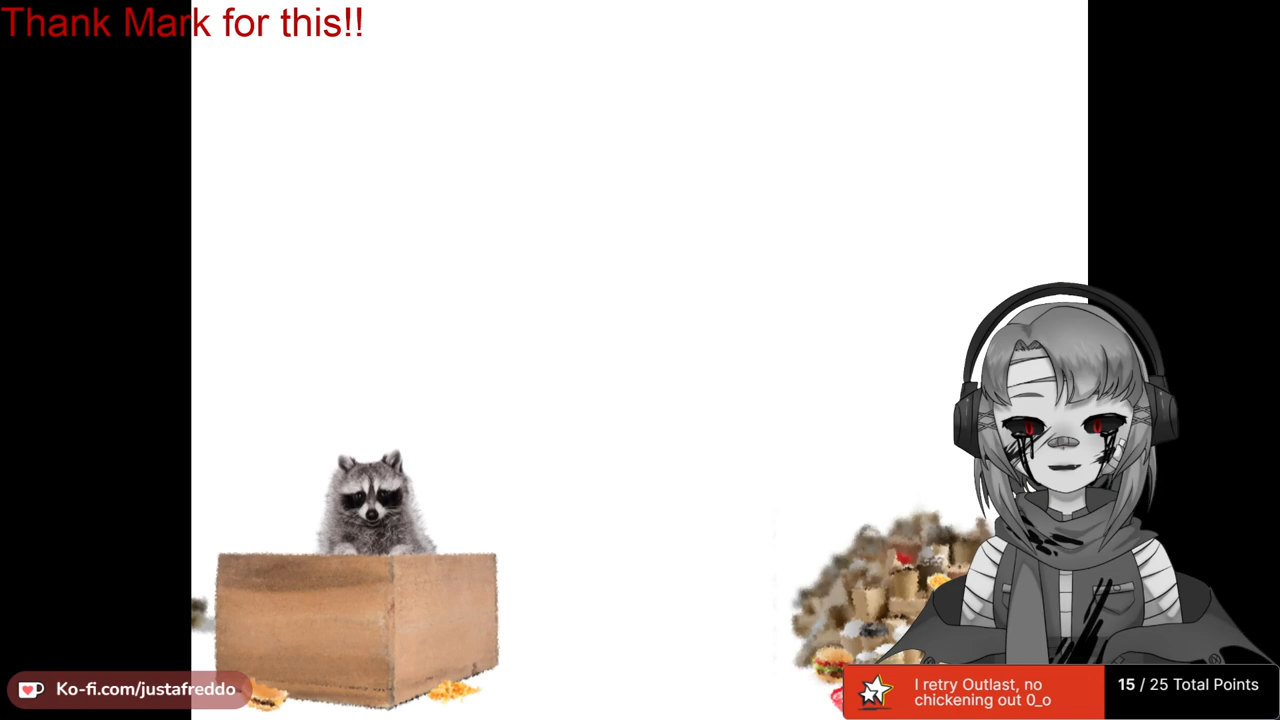 Thank Mark for this!!
Ko-fi.com/justafreddo
I retry Outlast, no
chickening out 0_o
15 / 25 Total Points